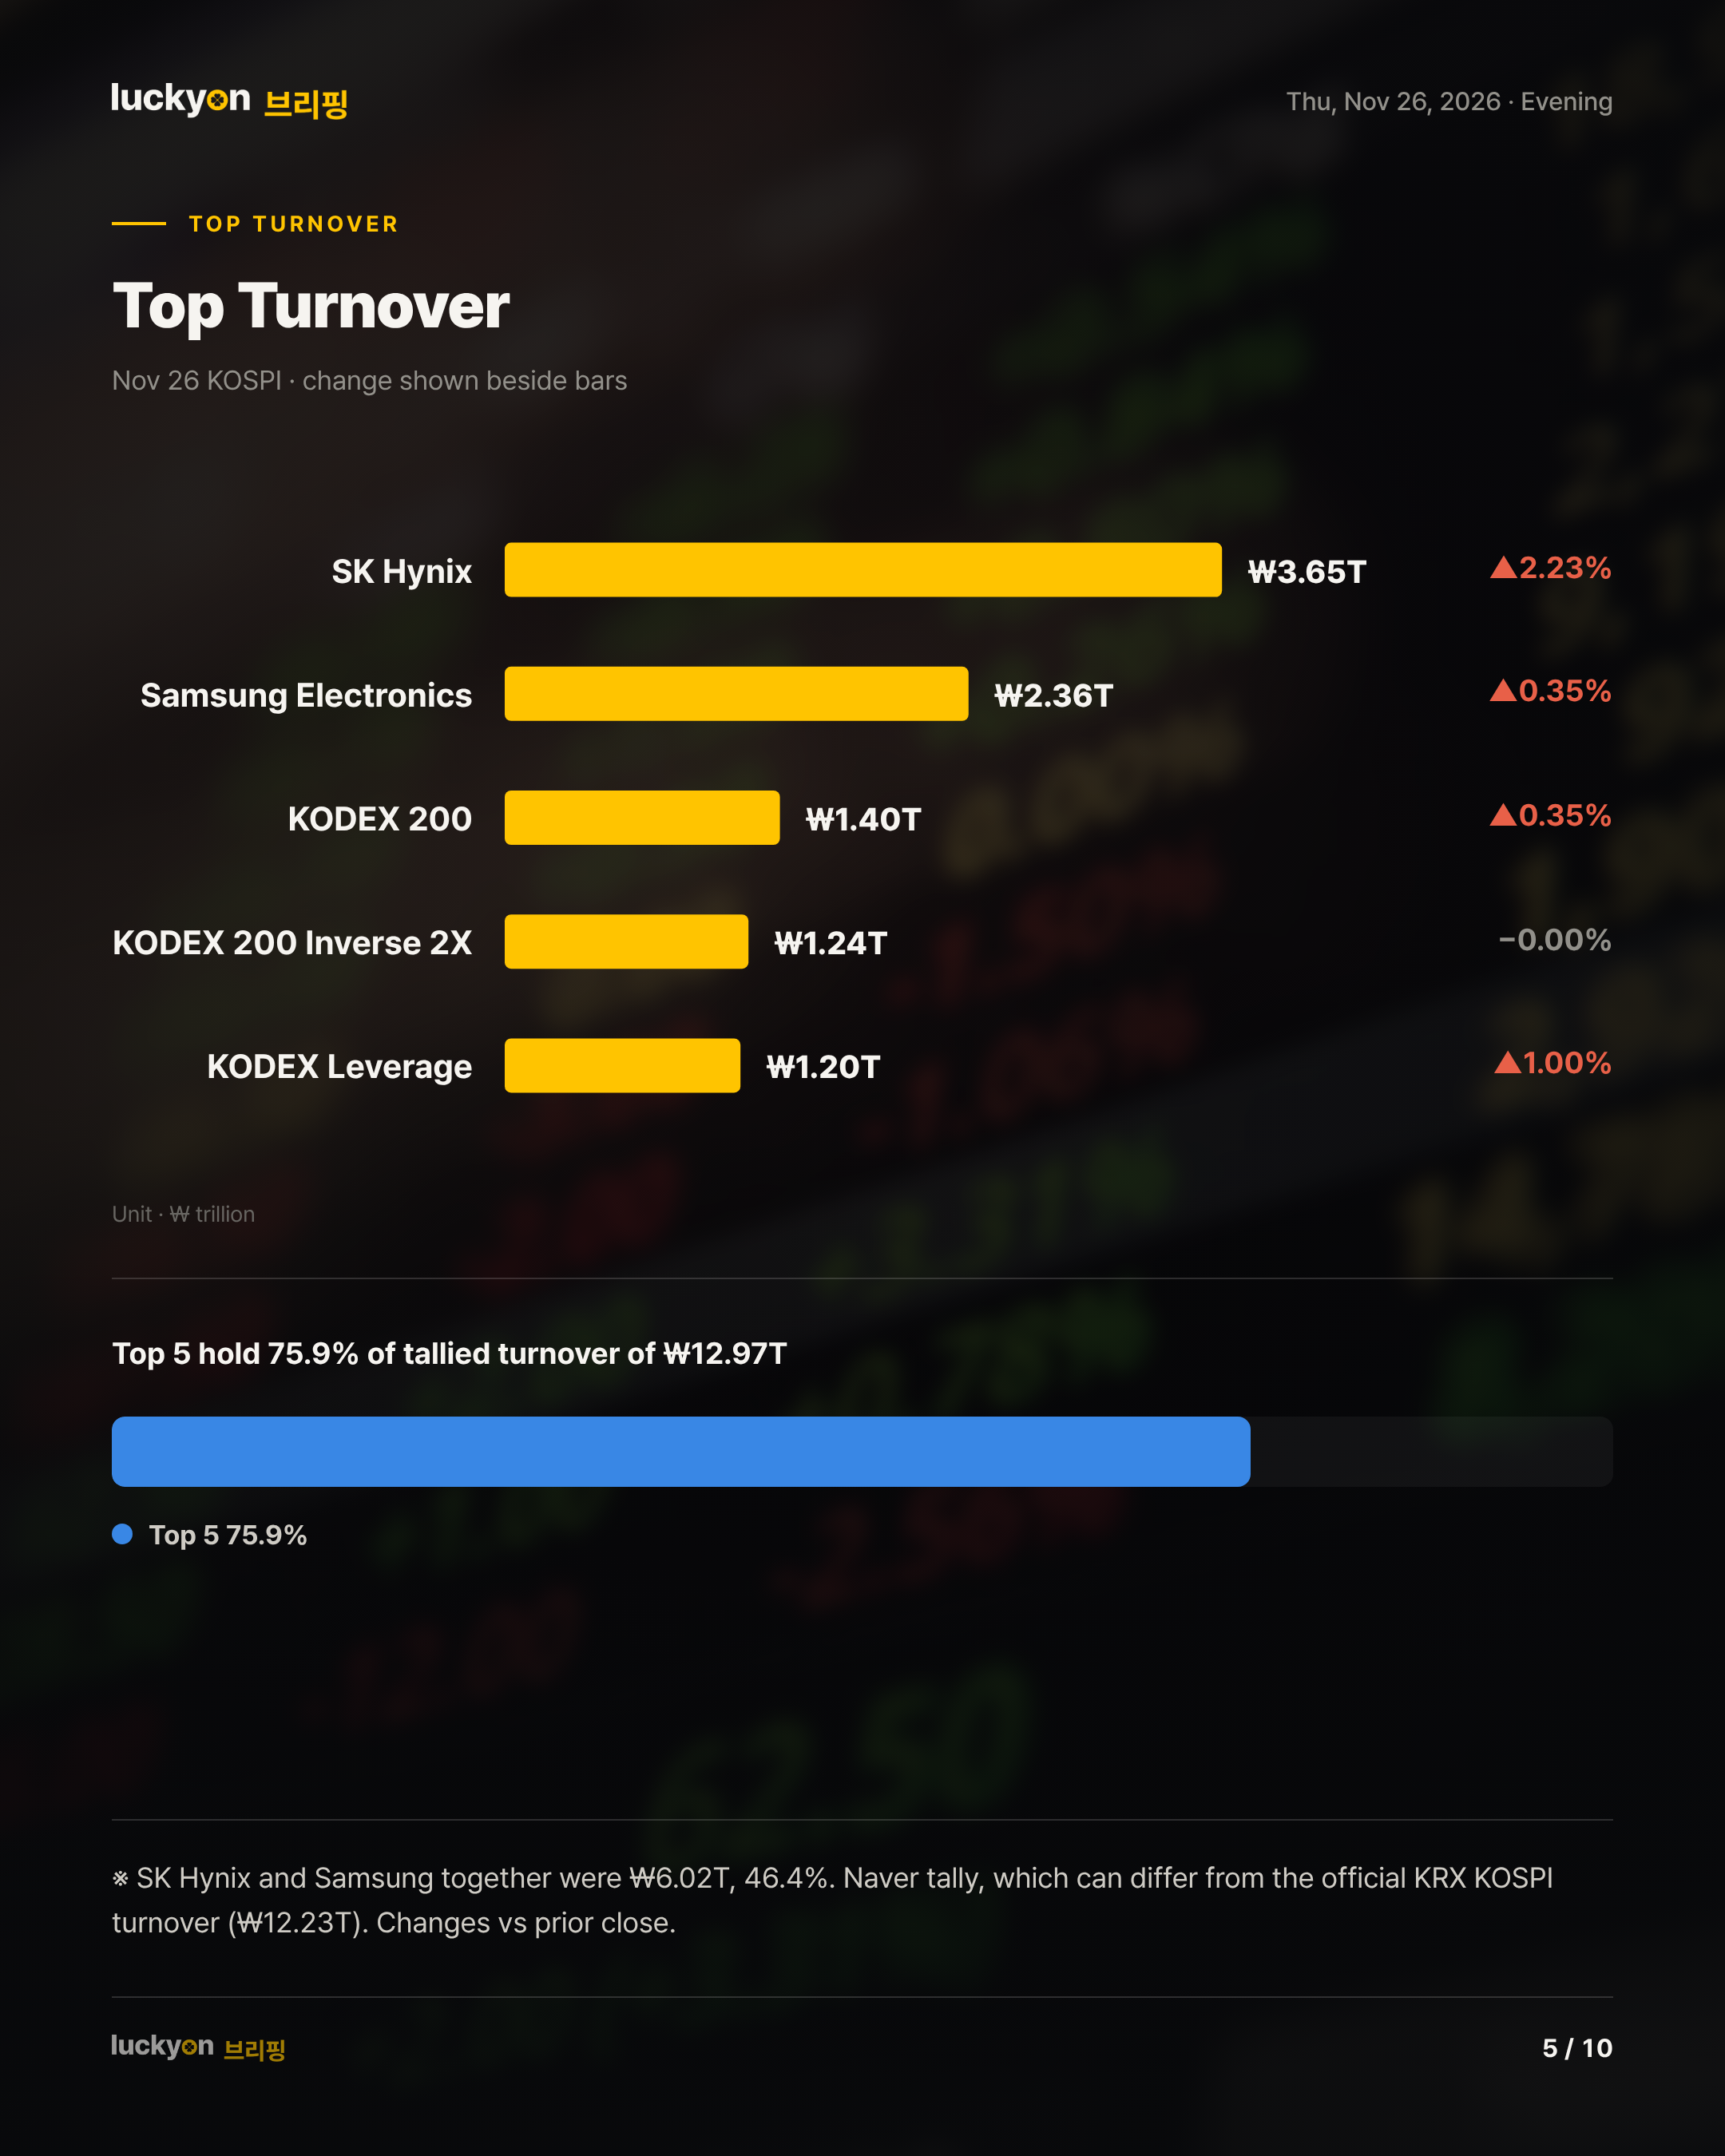 luckyon 브리핑
Thu, Nov 26, 2026 · Evening
TOP TURNOVER
Top Turnover
Nov 26 KOSPI · change shown beside bars
SK Hynix ₩3.65T ▲2.23%
Samsung Electronics ₩2.36T ▲0.35%
KODEX 200 ₩1.40T ▲0.35%
KODEX 200 Inverse 2X ₩1.24T −0.00%
KODEX Leverage ₩1.20T ▲1.00%
Unit · ₩ trillion
Top 5 hold 75.9% of tallied turnover of ₩12.97T
Top 5 75.9%
※ SK Hynix and Samsung together were ₩6.02T, 46.4%. Naver tally, which can differ from the official KRX KOSPI
turnover (₩12.23T). Changes vs prior close.
luckyon 브리핑
5 / 10